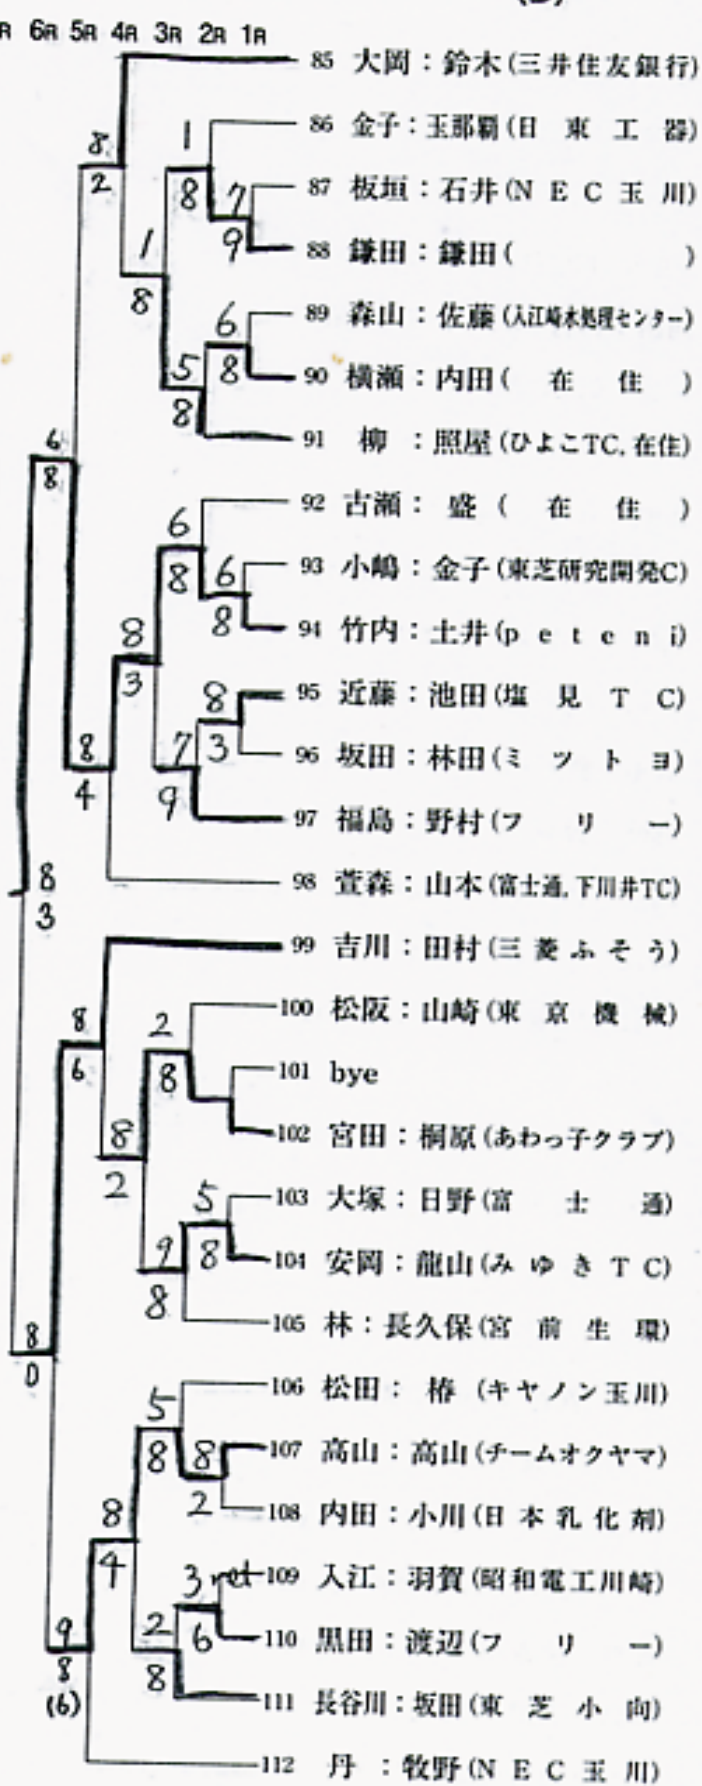 R 6R 5R 4R 3R 2R 1R
85 大岡：鈴木(三井住友銀行)
86 金子：玉那覇(日東工器)
87 板垣：石井(NEC玉川)
88 鎌田：鎌田( )
89 森山：佐藤(入江崎水処理センター)
90 横瀬：内田(在住)
91 柳：照屋(ひよこTC,在住)
92 古瀬：盛(在住)
93 小嶋：金子(東芝研究開発C)
94 竹内：土井(peteni)
95 近藤：池田(塩見TC)
96 坂田：林田(ミツトヨ)
97 福島：野村(フリー)
98 萱森：山本(富士通,下川井TC)
99 吉川：田村(三菱ふそう)
100 松阪：山崎(東京機械)
101 bye
102 宮田：桐原(あわっ子クラブ)
103 大塚：日野(富士通)
104 安岡：龍山(みゆきTC)
105 林：長久保(宮前生環)
106 松田：椿(キヤノン玉川)
107 高山：高山(チームオクヤマ)
108 内田：小川(日本乳化剤)
109 入江：羽賀(昭和電工川崎)
110 黒田：渡辺(フリー)
111 長谷川：坂田(東芝小向)
112 丹：牧野(NEC玉川)
8
2
1
8
7
9
1
8
6
8
5
8
6
8
6
8
6
8
8
3
8
3
7
9
8
4
8
3
8
6
2
8
8
2
5
8
9
8
8
0
5
8
8
2
8
4
3 ret
6
2
8
9
8
(6)